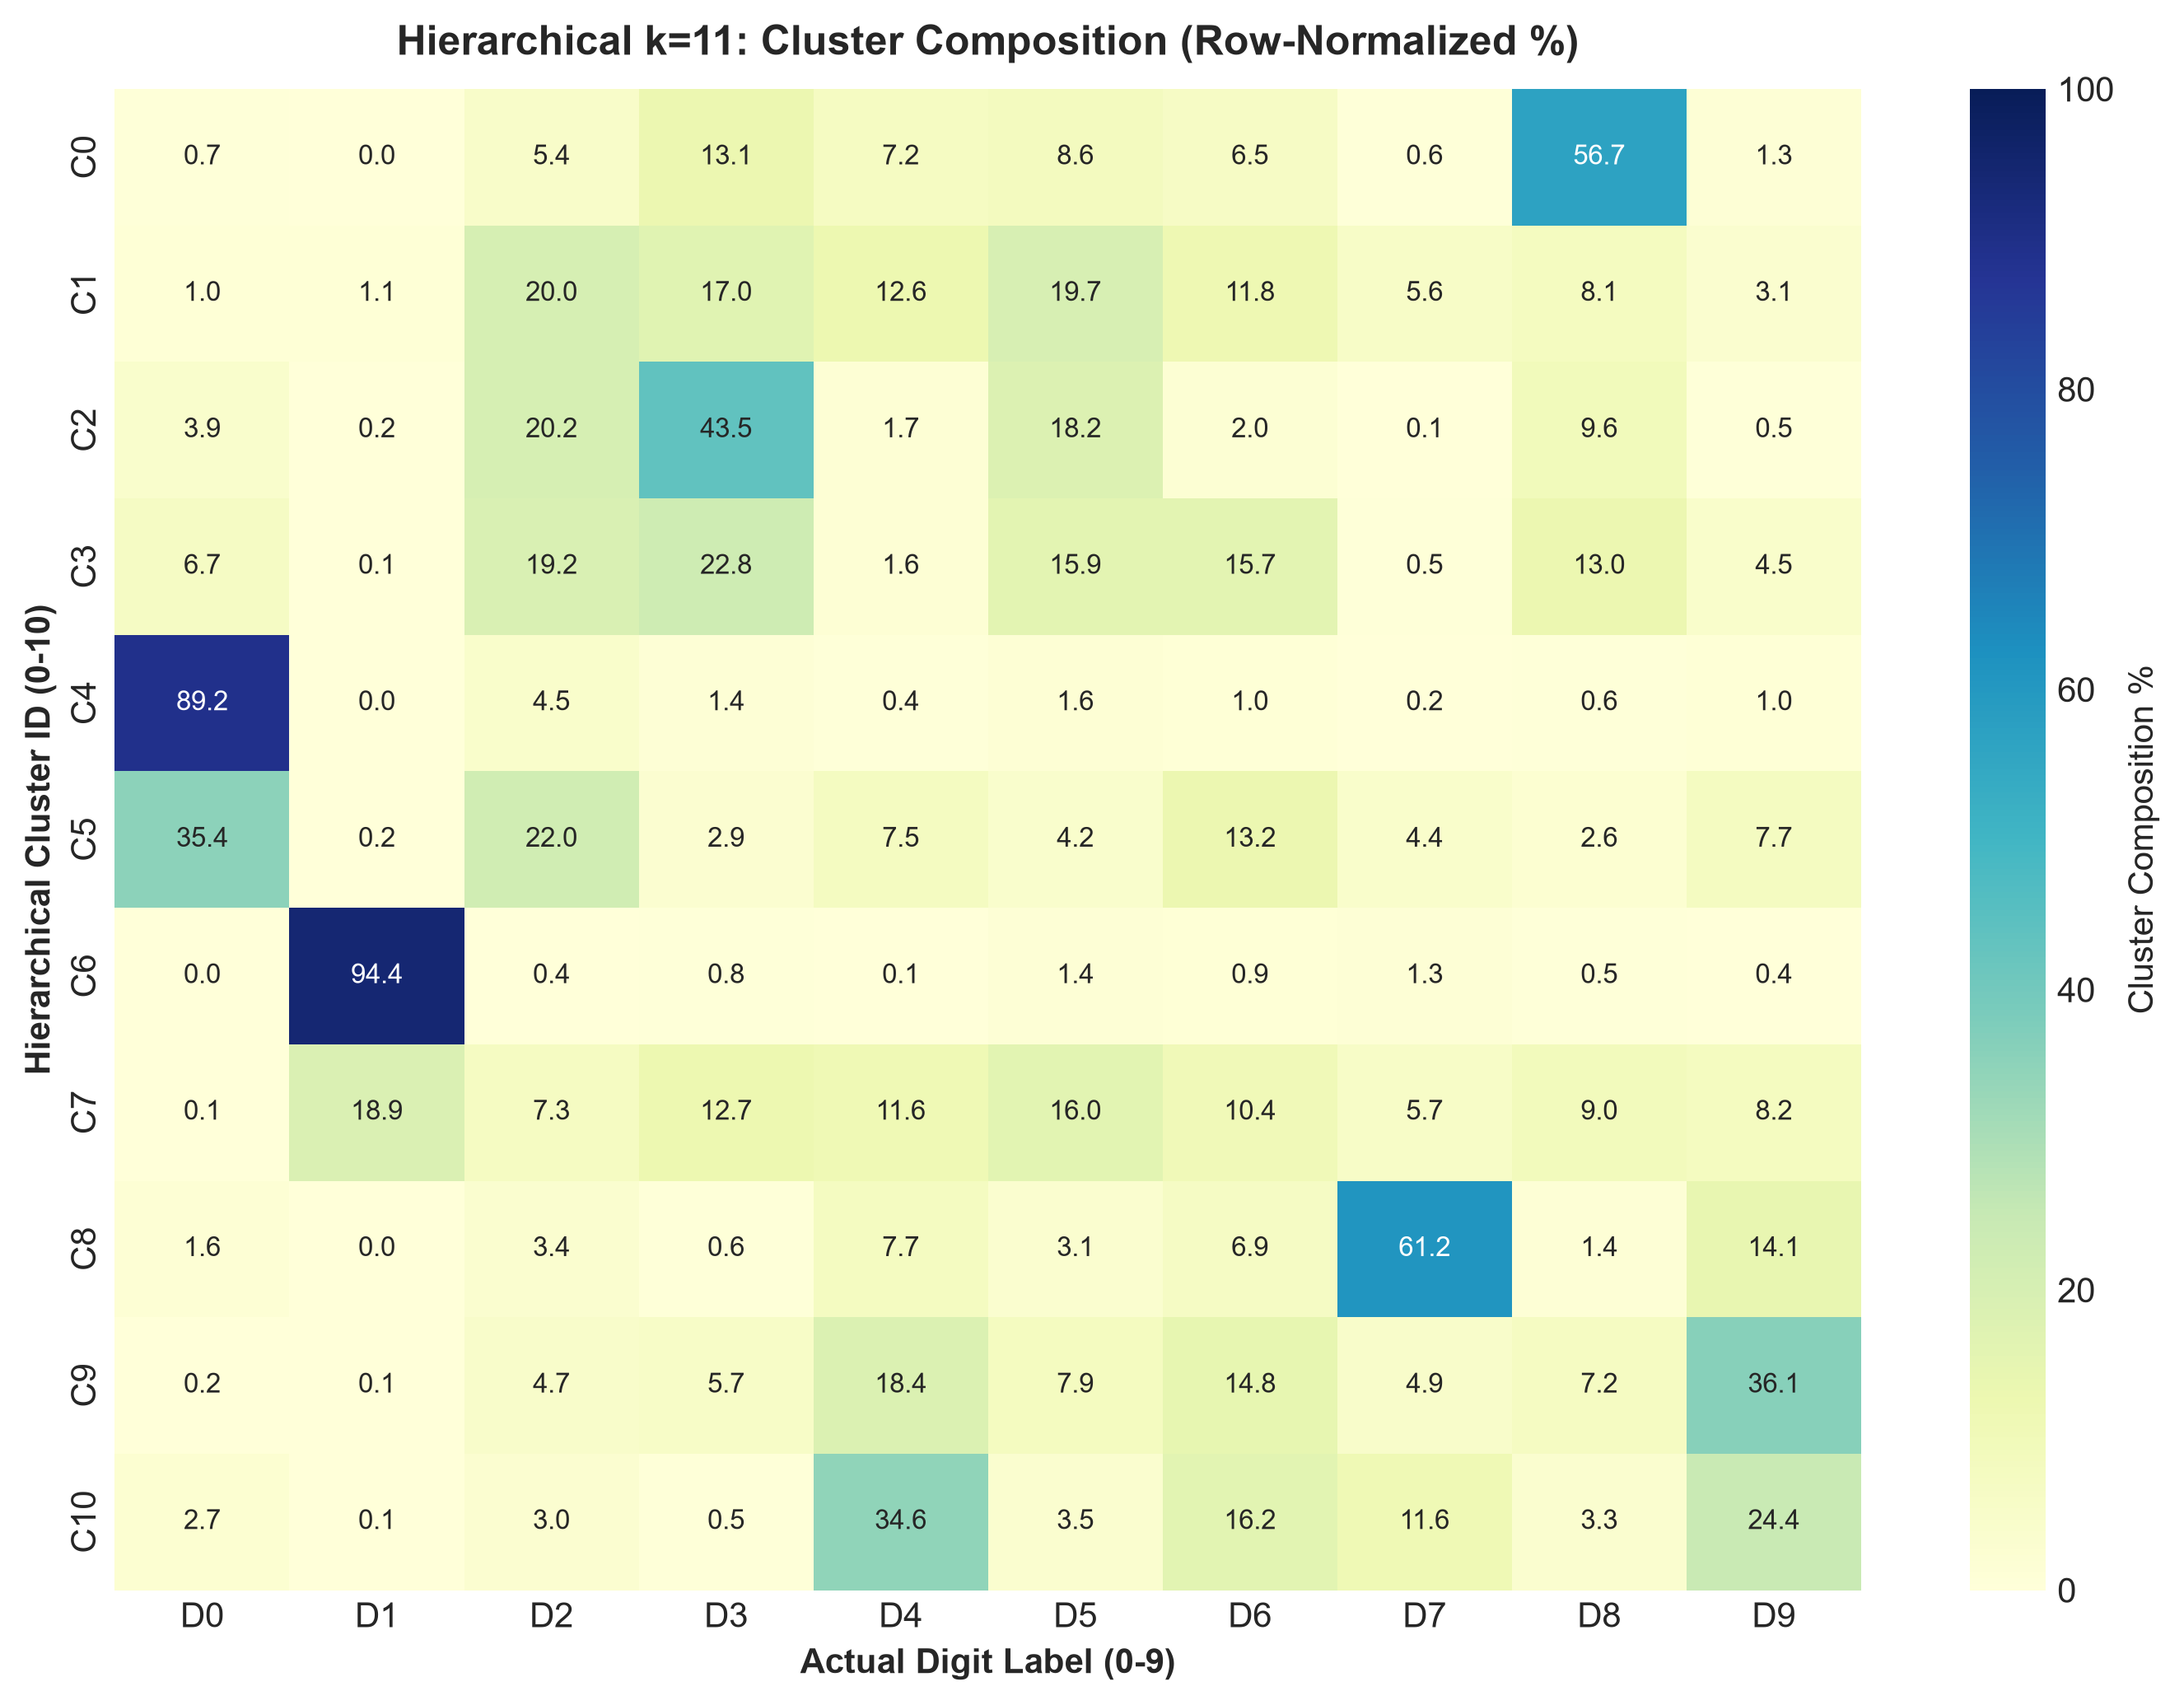 Hierarchical k=11: Cluster Composition (Row-Normalized %)
C0 0.7 0.0 5.4 13.1 7.2 8.6 6.5 0.6 56.7 1.3
C1 1.0 1.1 20.0 17.0 12.6 19.7 11.8 5.6 8.1 3.1
C2 3.9 0.2 20.2 43.5 1.7 18.2 2.0 0.1 9.6 0.5
C3 6.7 0.1 19.2 22.8 1.6 15.9 15.7 0.5 13.0 4.5
C4 89.2 0.0 4.5 1.4 0.4 1.6 1.0 0.2 0.6 1.0
C5 35.4 0.2 22.0 2.9 7.5 4.2 13.2 4.4 2.6 7.7
C6 0.0 94.4 0.4 0.8 0.1 1.4 0.9 1.3 0.5 0.4
C7 0.1 18.9 7.3 12.7 11.6 16.0 10.4 5.7 9.0 8.2
C8 1.6 0.0 3.4 0.6 7.7 3.1 6.9 61.2 1.4 14.1
C9 0.2 0.1 4.7 5.7 18.4 7.9 14.8 4.9 7.2 36.1
C10 2.7 0.1 3.0 0.5 34.6 3.5 16.2 11.6 3.3 24.4
D0 D1 D2 D3 D4 D5 D6 D7 D8 D9
Actual Digit Label (0-9)
Hierarchical Cluster ID (0-10)
100
80
60
40
20
0
Cluster Composition %